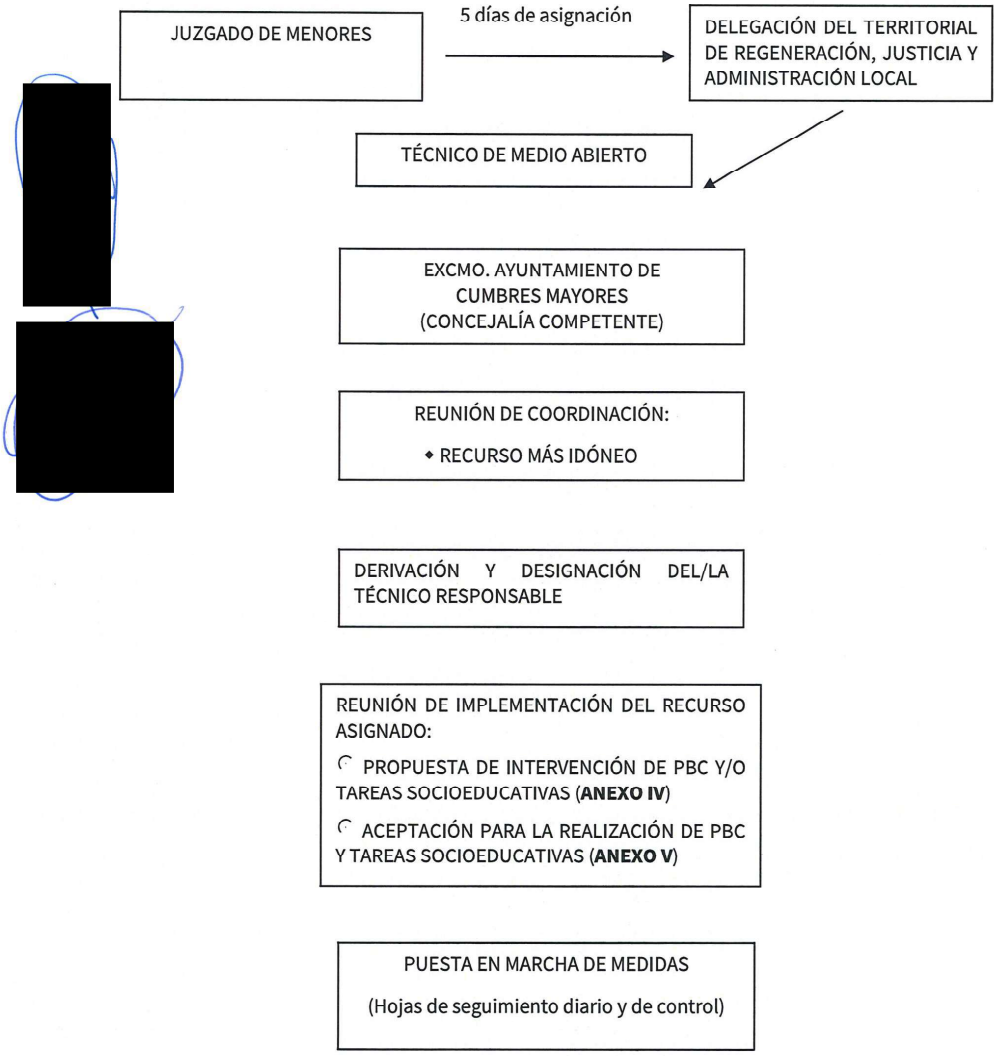 JUZGADO DE MENORES
5 días de asignación
DELEGACIÓN DEL TERRITORIAL
DE REGENERACIÓN, JUSTICIA Y
ADMINISTRACIÓN LOCAL
TÉCNICO DE MEDIO ABIERTO
EXCMO. AYUNTAMIENTO DE
CUMBRES MAYORES
(CONCEJALÍA COMPETENTE)
REUNIÓN DE COORDINACIÓN:
RECURSO MÁS IDÓNEO
DERIVACIÓN Y DESIGNACIÓN DEL/LA
TÉCNICO RESPONSABLE
REUNIÓN DE IMPLEMENTACIÓN DEL RECURSO
ASIGNADO:
PROPUESTA DE INTERVENCIÓN DE PBC Y/O
TAREAS SOCIOEDUCATIVAS (ANEXO IV)
ACEPTACIÓN PARA LA REALIZACIÓN DE PBC
Y TAREAS SOCIOEDUCATIVAS (ANEXO V)
PUESTA EN MARCHA DE MEDIDAS
(Hojas de seguimiento diario y de control)